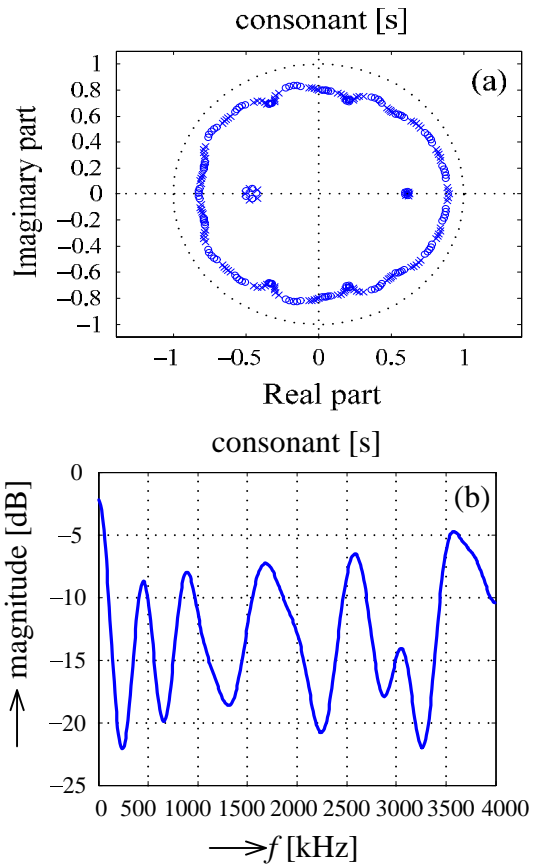 consonant [s]
(a)
1
0.8
0.6
0.4
0.2
0
−0.2
−0.4
−0.6
−0.8
−1
Imaginary part
−1 −0.5 0 0.5 1
Real part
consonant [s]
(b)
0
−5
−10
−15
−20
−25
magnitude [dB]
0 500 1000 1500 2000 2500 3000 3500 4000
f [kHz]